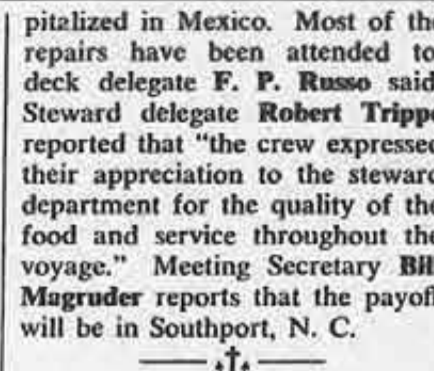 pitalized in Mexico. Most of the
repairs have been attended to
deck delegate F. P. Russo said
Steward delegate Robert Trippe
reported that "the crew expressed
their appreciation to the steward
department for the quality of the
food and service throughout the
voyage." Meeting Secretary Bill
Magruder reports that the payoff
will be in Southport, N. C.